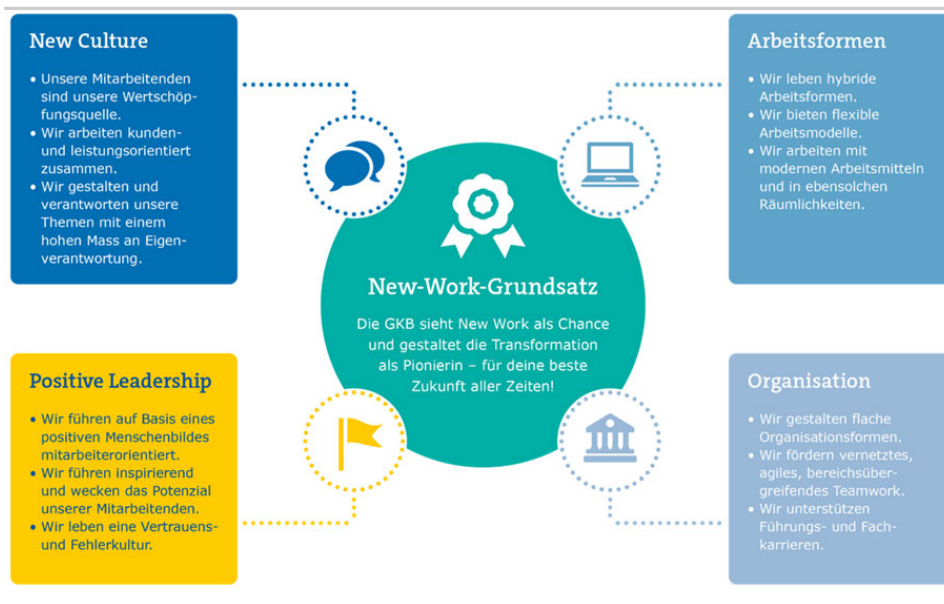 New Culture
• Unsere Mitarbeitenden
sind unsere Wertschöp-
fungsquelle.
• Wir arbeiten kunden-
und leistungsorientiert
zusammen.
• Wir gestalten und
verantworten unsere
Themen mit einem
hohen Mass an Eigen-
verantwortung.
Arbeitsformen
• Wir leben hybride
Arbeitsformen.
• Wir bieten flexible
Arbeitsmodelle.
• Wir arbeiten mit
modernen Arbeitsmitteln
und in ebensolchen
Räumlichkeiten.
New-Work-Grundsatz
Die GKB sieht New Work als Chance
und gestaltet die Transformation
als Pionierin – für deine beste
Zukunft aller Zeiten!
Positive Leadership
• Wir führen auf Basis eines
positiven Menschenbildes
mitarbeiterorientiert.
• Wir führen inspirierend
und wecken das Potenzial
unserer Mitarbeitenden.
• Wir leben eine Vertrauens-
und Fehlerkultur.
Organisation
• Wir gestalten flache
Organisationsformen.
• Wir fördern vernetztes,
agiles, bereichsüber-
greifendes Teamwork.
• Wir unterstützen
Führungs- und Fach-
karrieren.